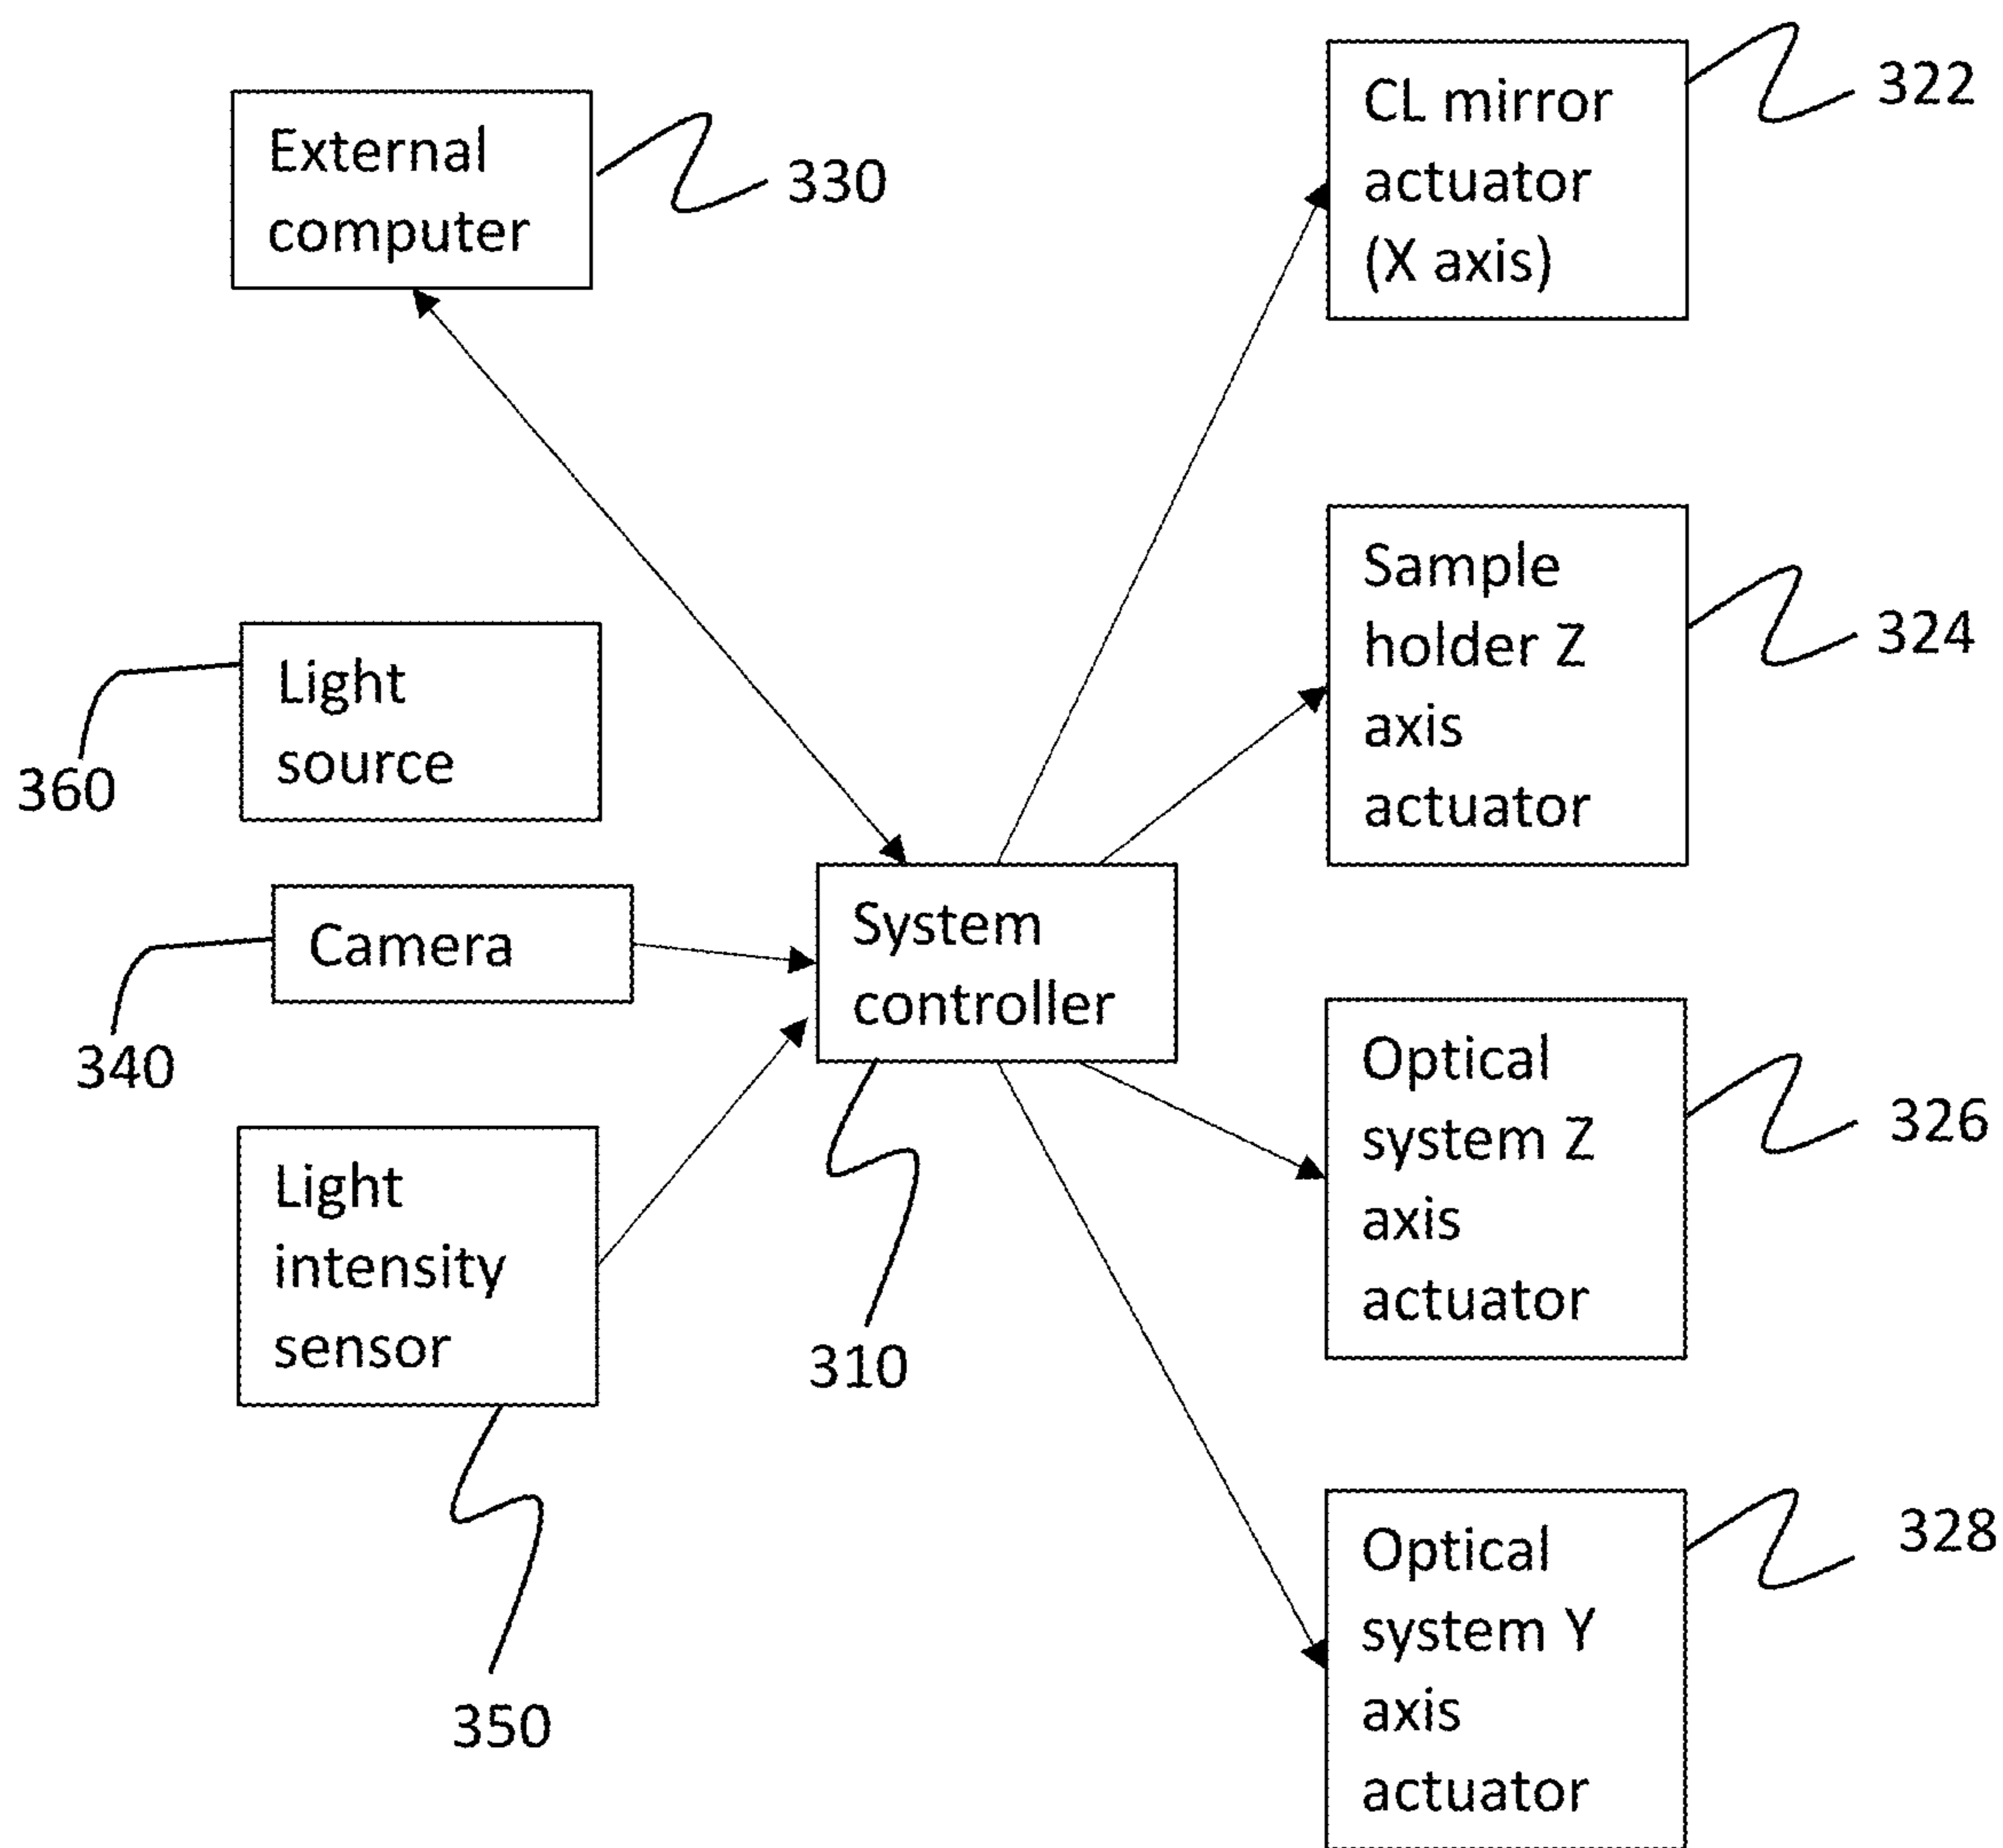 External
computer
330
Light
source
360
Camera
340
Light
intensity
sensor
350
System
controller
310
CL mirror
actuator
(X axis)
322
Sample
holder Z
axis
actuator
324
Optical
system Z
axis
actuator
326
Optical
system Y
axis
actuator
328